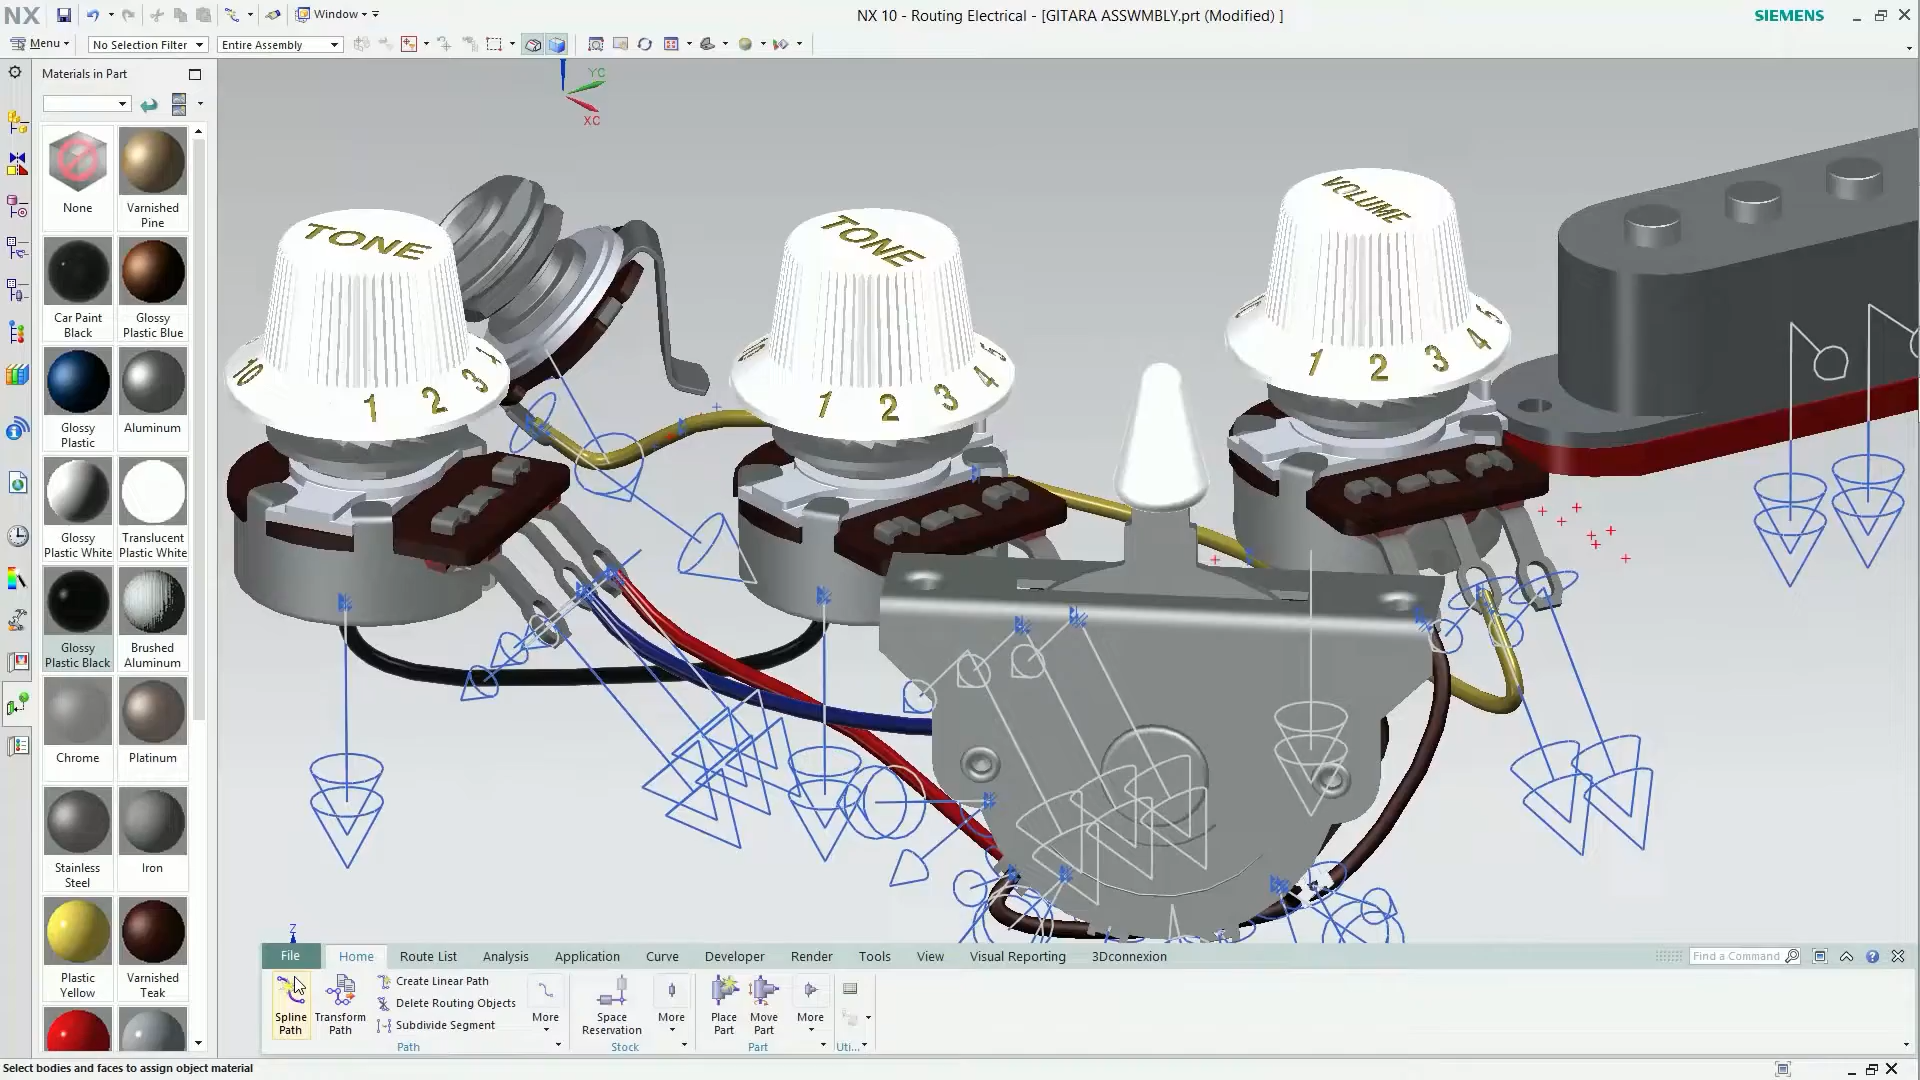 NX
Window
NX 10 - Routing Electrical - [GITARA ASSWMBLY.prt (Modified) ]
SIEMENS
Menu
No Selection Filter
Entire Assembly
Materials in Part
None
Varnished Pine
Car Paint Black
Glossy Plastic Blue
Glossy Plastic
Aluminum
Glossy Plastic White
Translucent Plastic White
Glossy Plastic Black
Brushed Aluminum
Chrome
Platinum
Stainless Steel
Iron
Plastic Yellow
Varnished Teak
YC
XC
TONE
10 1 2 3
TONE
1 2 3 4 5
VOLUME
1 2 3 4 5
Z
File
Home
Route List
Analysis
Application
Curve
Developer
Render
Tools
View
Visual Reporting
3Dconnexion
Find a Command
Spline Path
Transform Path
Create Linear Path
Delete Routing Objects
Subdivide Segment
More
Space Reservation
More
Place Part
Move Part
More
Path
Stock
Part
Uti...
Select bodies and faces to assign object material